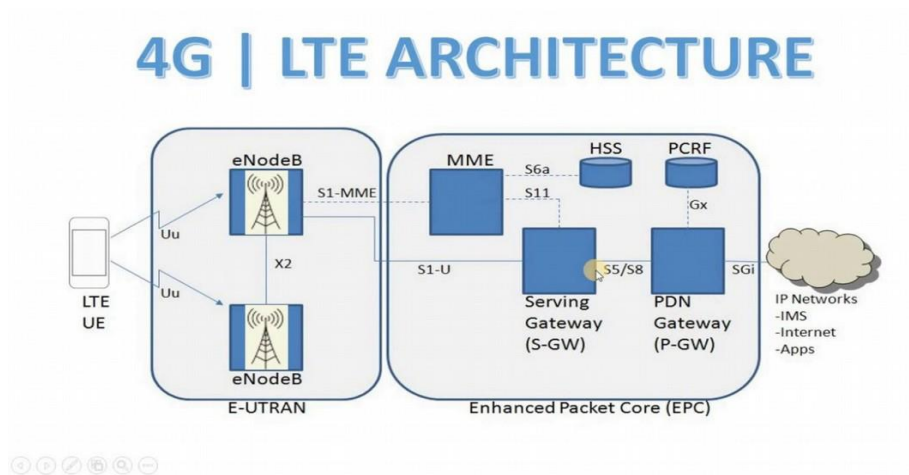 4G | LTE ARCHITECTURE
eNodeB
MME
HSS
PCRF
S6a
S11
S1-MME
Gx
Uu
X2
S1-U
S5/S8
SGi
Uu
LTE
UE
Serving
Gateway
(S-GW)
PDN
Gateway
(P-GW)
IP Networks
-IMS
-Internet
-Apps
eNodeB
E-UTRAN
Enhanced Packet Core (EPC)